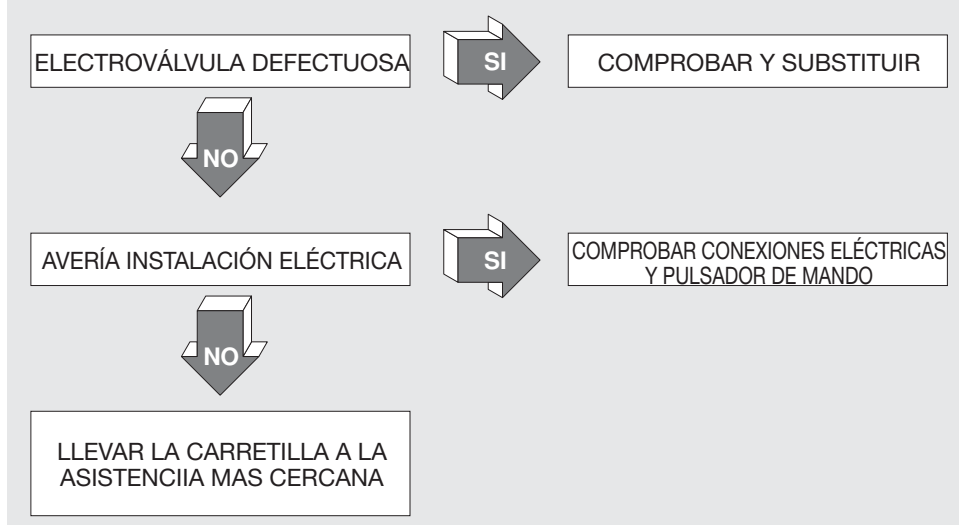 ELECTROVÁLVULA DEFECTUOSA
SI
COMPROBAR Y SUBSTITUIR
NO
AVERÍA INSTALACIÓN ELÉCTRICA
SI
COMPROBAR CONEXIONES ELÉCTRICAS
Y PULSADOR DE MANDO
NO
LLEVAR LA CARRETILLA A LA
ASISTENCIIA MAS CERCANA